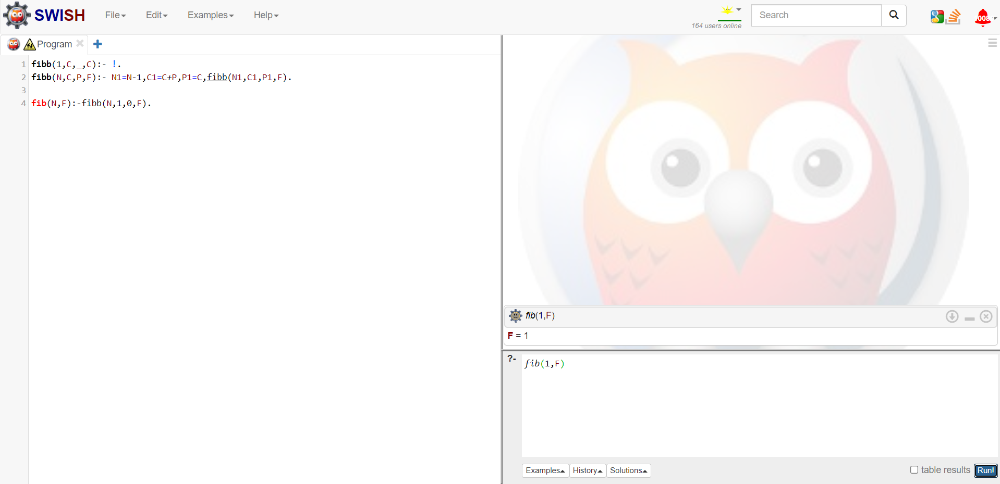 SWISH File Edit Examples Help 164 users online Search
Program
1 fibb(1,C,_,C):- !.
2 fibb(N,C,P,F):- N1=N-1,C1=C+P,P1=C,fibb(N1,C1,P1,F).
3
4 fib(N,F):-fibb(N,1,0,F).
fib(1,F)
F = 1
?- fib(1,F)
Examples History Solutions table results Run!